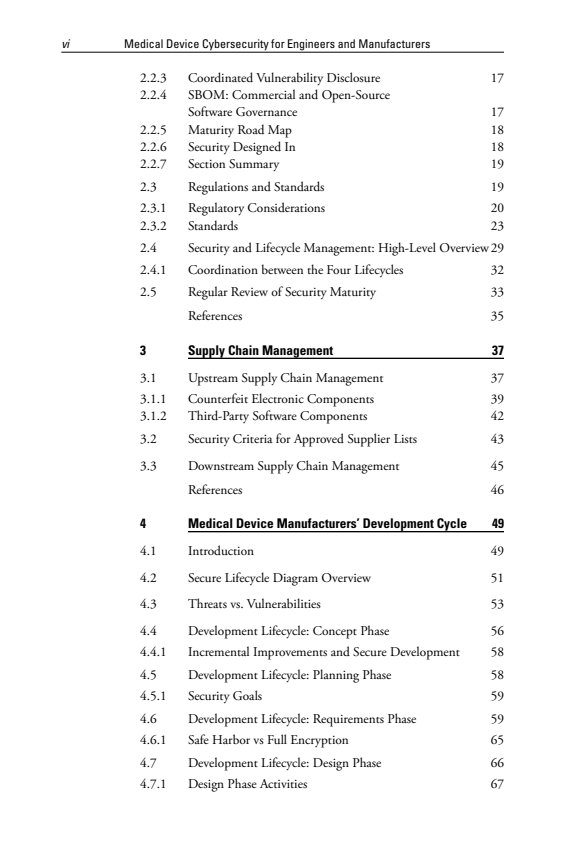 vi Medical Device Cybersecurity for Engineers and Manufacturers
2.2.3 Coordinated Vulnerability Disclosure 17
2.2.4 SBOM: Commercial and Open-Source
Software Governance 17
2.2.5 Maturity Road Map 18
2.2.6 Security Designed In 18
2.2.7 Section Summary 19
2.3 Regulations and Standards 19
2.3.1 Regulatory Considerations 20
2.3.2 Standards 23
2.4 Security and Lifecycle Management: High-Level Overview 29
2.4.1 Coordination between the Four Lifecycles 32
2.5 Regular Review of Security Maturity 33
References 35
3 Supply Chain Management 37
3.1 Upstream Supply Chain Management 37
3.1.1 Counterfeit Electronic Components 39
3.1.2 Third-Party Software Components 42
3.2 Security Criteria for Approved Supplier Lists 43
3.3 Downstream Supply Chain Management 45
References 46
4 Medical Device Manufacturers’ Development Cycle 49
4.1 Introduction 49
4.2 Secure Lifecycle Diagram Overview 51
4.3 Threats vs. Vulnerabilities 53
4.4 Development Lifecycle: Concept Phase 56
4.4.1 Incremental Improvements and Secure Development 58
4.5 Development Lifecycle: Planning Phase 58
4.5.1 Security Goals 59
4.6 Development Lifecycle: Requirements Phase 59
4.6.1 Safe Harbor vs Full Encryption 65
4.7 Development Lifecycle: Design Phase 66
4.7.1 Design Phase Activities 67